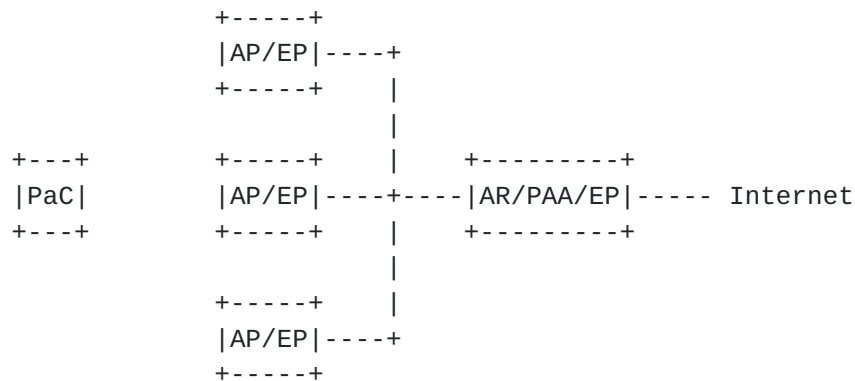 +-----+
|AP/EP|----+
+-----+    |
           |
+---+ +-----+    |    +---------+
|PaC| |AP/EP|----+----|AR/PAA/EP|----- Internet
+---+ +-----+    |    +---------+
           |
+-----+    |
|AP/EP|----+
+-----+